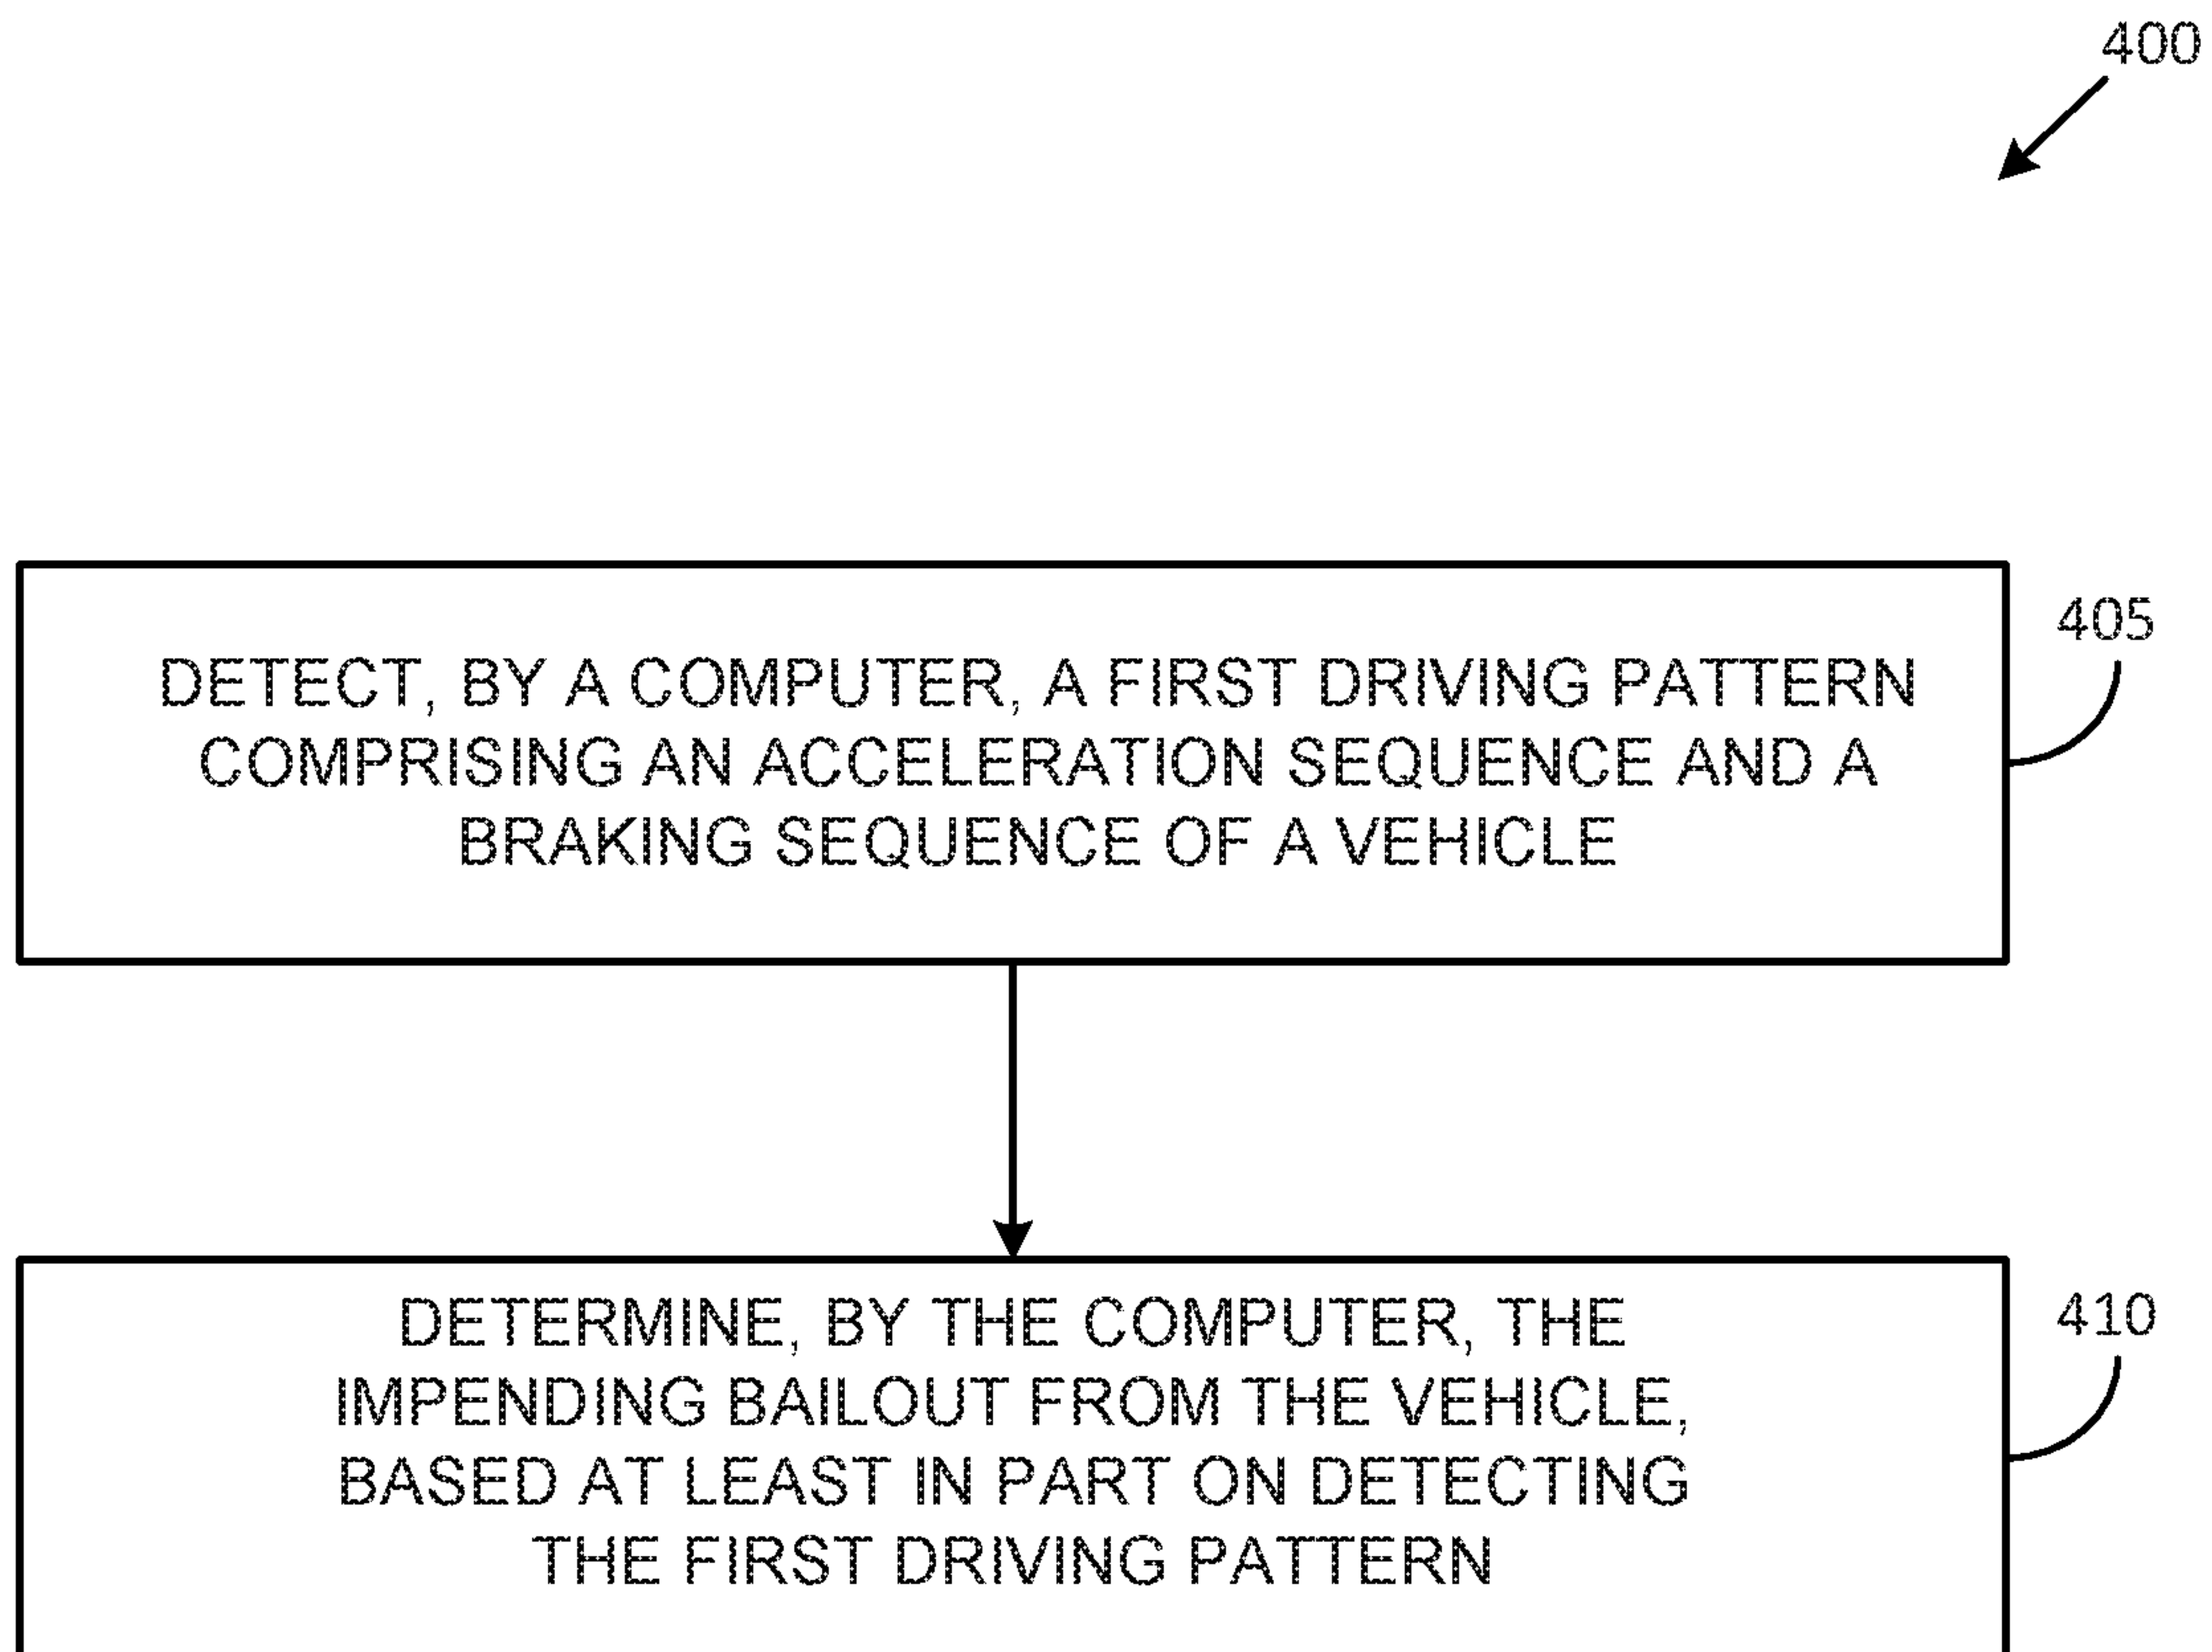 400
405
DETECT, BY A COMPUTER, A FIRST DRIVING PATTERN
COMPRISING AN ACCELERATION SEQUENCE AND A
BRAKING SEQUENCE OF A VEHICLE
410
DETERMINE, BY THE COMPUTER, THE
IMPENDING BAILOUT FROM THE VEHICLE,
BASED AT LEAST IN PART ON DETECTING
THE FIRST DRIVING PATTERN